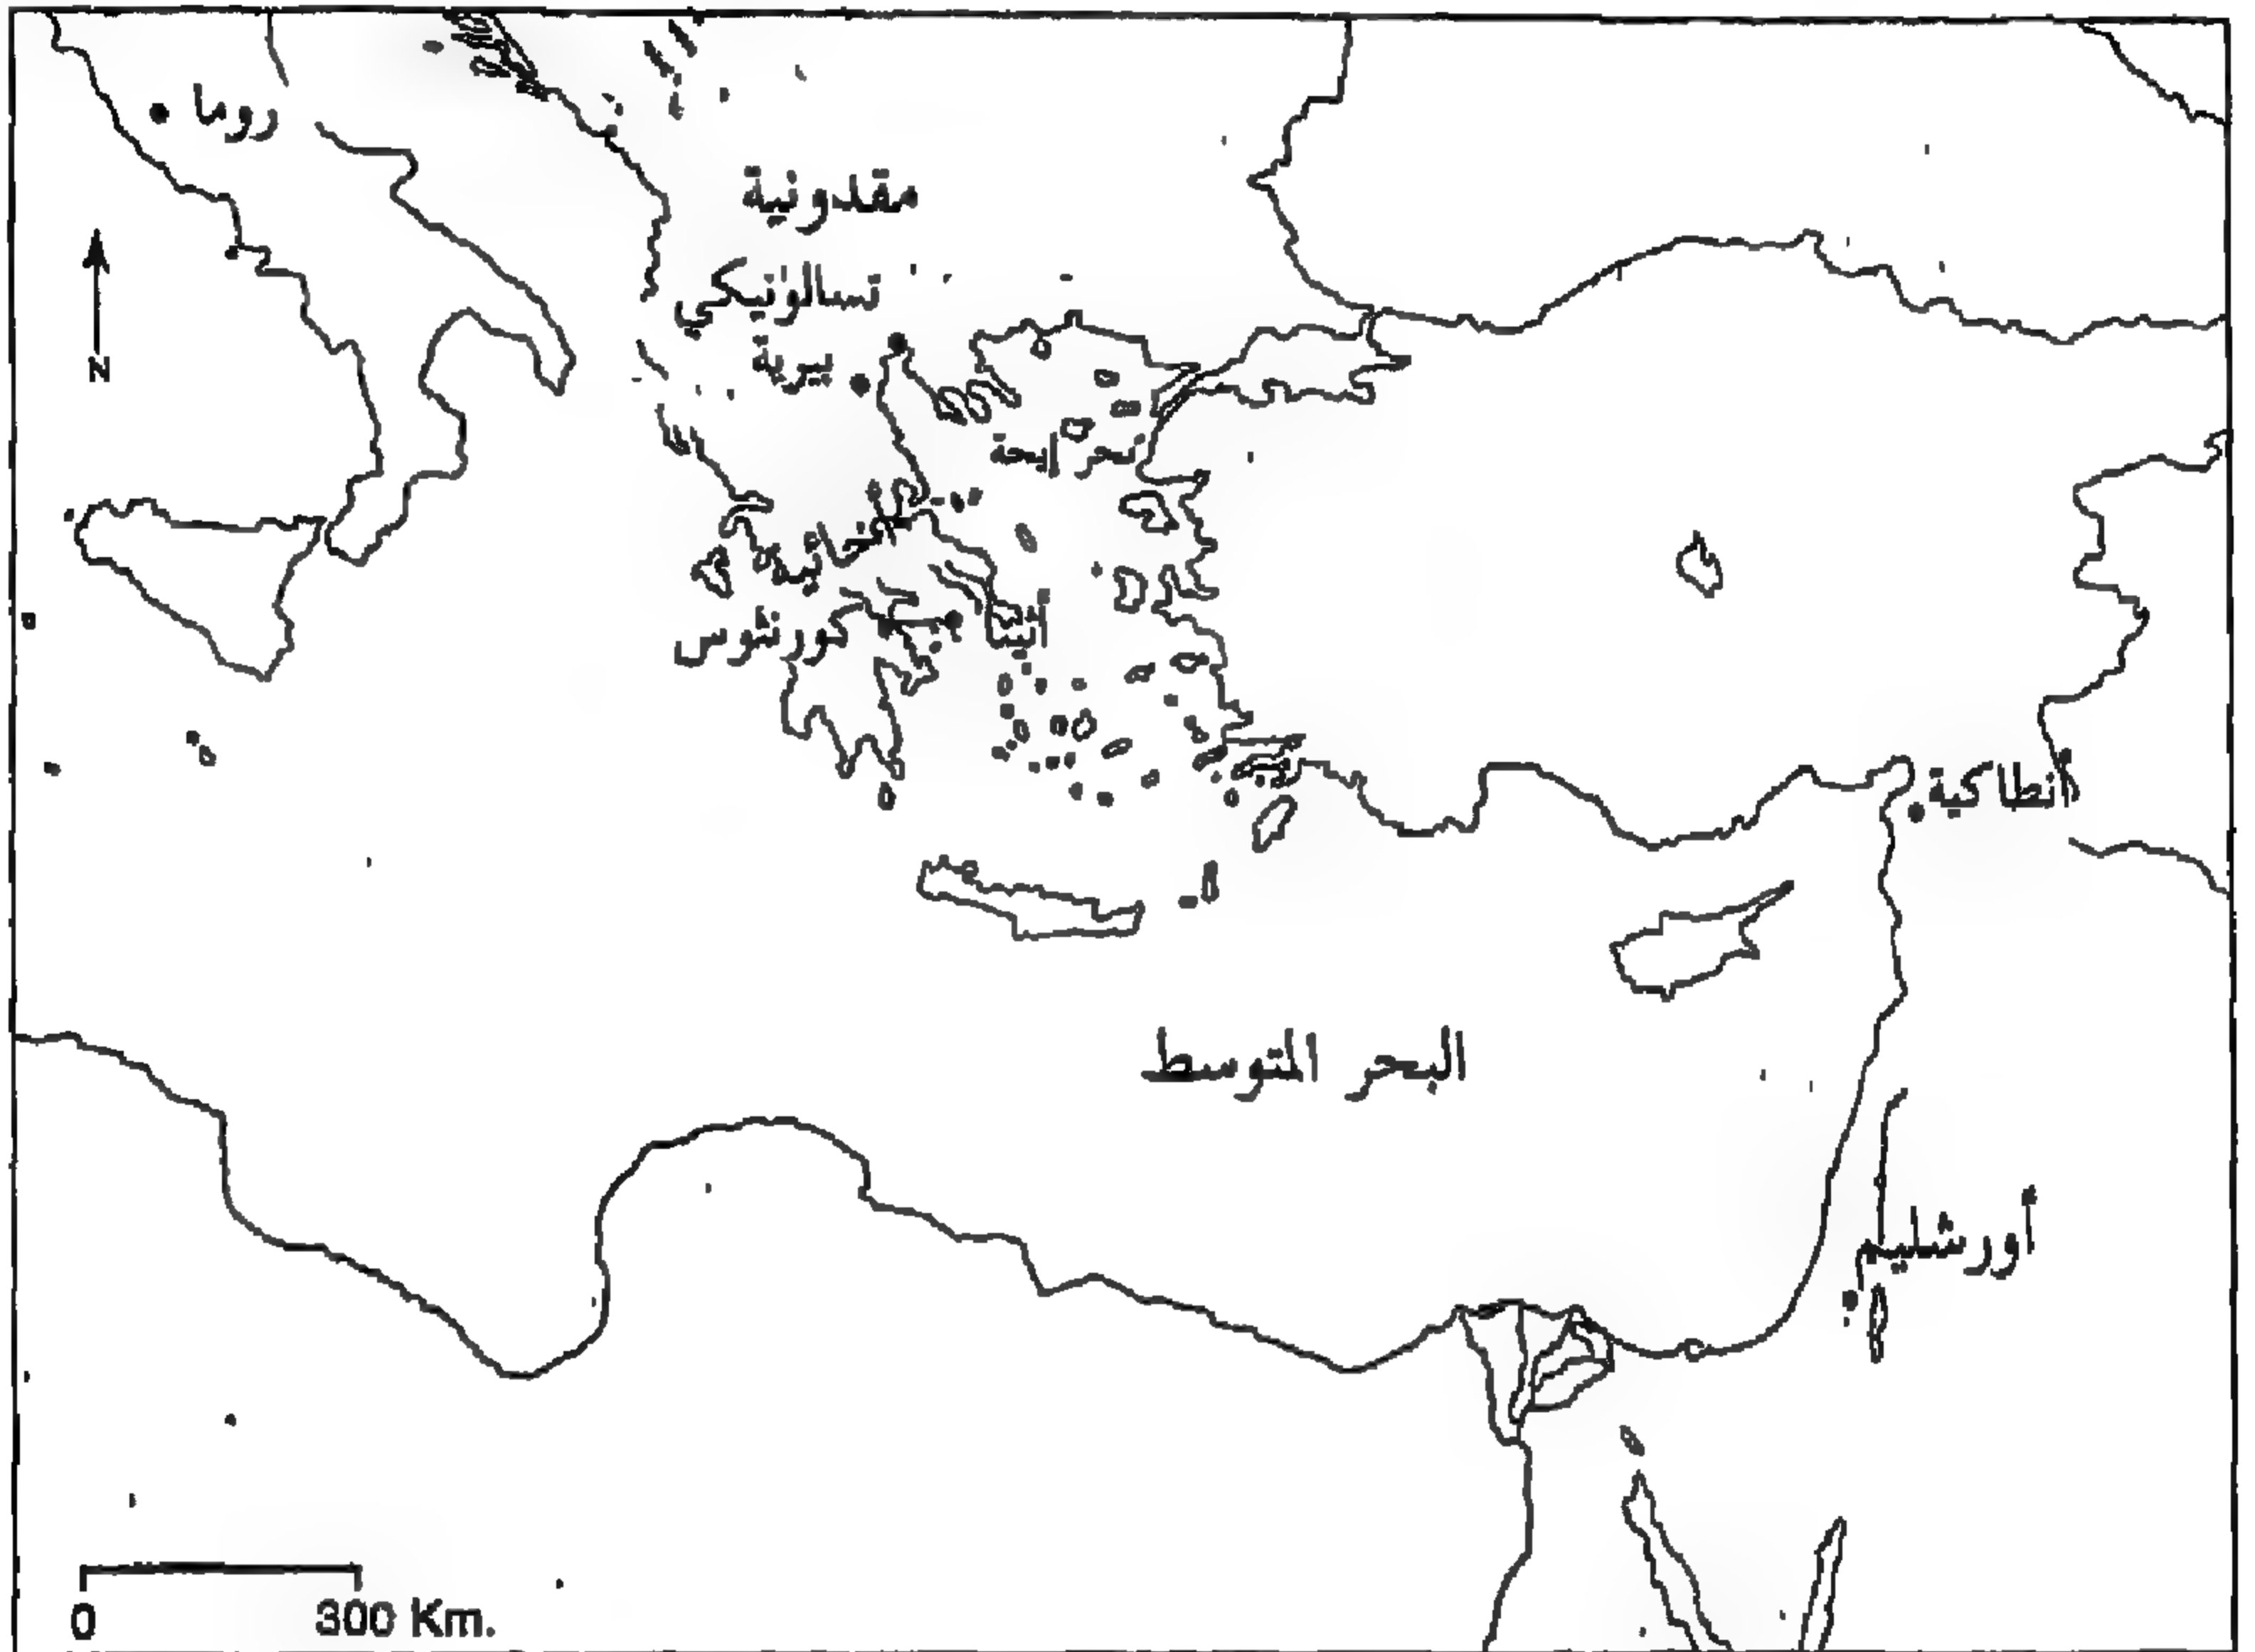 روما
مقدونية
N
تسالونيكي
بيرية
بحر إيجة
أخائية
كورنثوس
أثينا
أنطاكية
البحر المتوسط
أورشليم
0 300 Km.